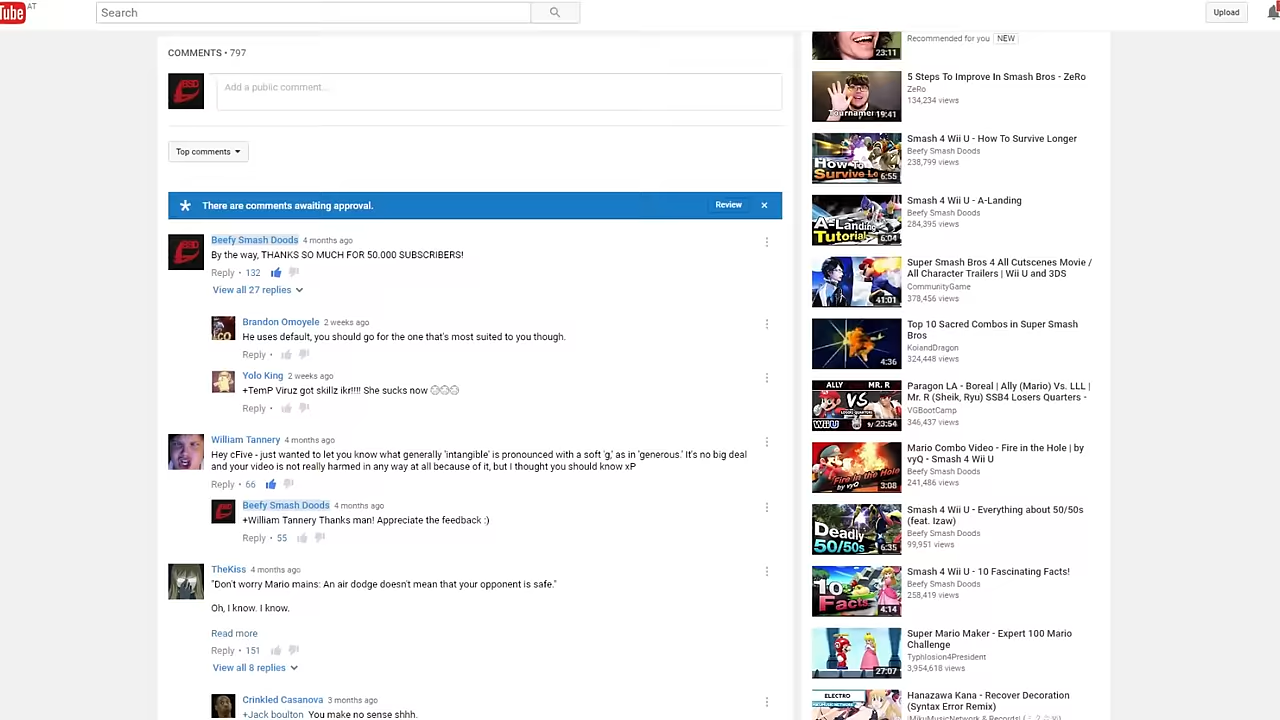 Tube AT
Search
Upload
COMMENTS • 797
Add a public comment...
Top comments
There are comments awaiting approval.
Review
Beefy Smash Doods 4 months ago
By the way, THANKS SO MUCH FOR 50.000 SUBSCRIBERS!
Reply • 132
View all 27 replies
Brandon Omoyele 2 weeks ago
He uses default, you should go for the one that's most suited to you though.
Reply •
Yolo King 2 weeks ago
+TemP Viruz got skillz ikr!!!! She sucks now
Reply •
William Tannery 4 months ago
Hey cFive - just wanted to let you know what generally 'intangible' is pronounced with a soft 'g,' as in 'generous.' It's no big deal
and your video is not really harmed in any way at all because of it, but I thought you should know xP
Reply • 66
Beefy Smash Doods 4 months ago
+William Tannery Thanks man! Appreciate the feedback :)
Reply • 55
TheKiss 4 months ago
"Don't worry Mario mains: An air dodge doesn't mean that your opponent is safe."
Oh, I know. I know.
Read more
Reply • 151
View all 8 replies
Crinkled Casanova 3 months ago
+Jack boulton You make no sense shhh.
Recommended for you NEW
23:11
5 Steps To Improve In Smash Bros - ZeRo
ZeRo
134,234 views
19:41
Smash 4 Wii U - How To Survive Longer
Beefy Smash Doods
238,799 views
How To
Survive Lo
6:55
Smash 4 Wii U - A-Landing
Beefy Smash Doods
284,395 views
A-Landing
Tutorial
6:04
Super Smash Bros 4 All Cutscenes Movie /
All Character Trailers | Wii U and 3DS
CommunityGame
378,456 views
41:01
Top 10 Sacred Combos in Super Smash
Bros
KoiandDragon
324,448 views
4:36
Paragon LA - Boreal | Ally (Mario) Vs. LLL |
Mr. R (Sheik, Ryu) SSB4 Losers Quarters -
VGBootCamp
346,437 views
ALLY MR. R
VS
WiiU
23:54
Mario Combo Video - Fire in the Hole | by
vyQ - Smash 4 Wii U
Beefy Smash Doods
241,486 views
Fire in the Hole
by vyQ
3:08
Smash 4 Wii U - Everything about 50/50s
(feat. Izaw)
Beefy Smash Doods
99,951 views
Deadly
50/50s
6:35
Smash 4 Wii U - 10 Fascinating Facts!
Beefy Smash Doods
258,419 views
10
Facts
4:14
Super Mario Maker - Expert 100 Mario
Challenge
Typhlosion4President
3,954,618 views
27:07
Hanazawa Kana - Recover Decoration
(Syntax Error Remix)
ELECTRO